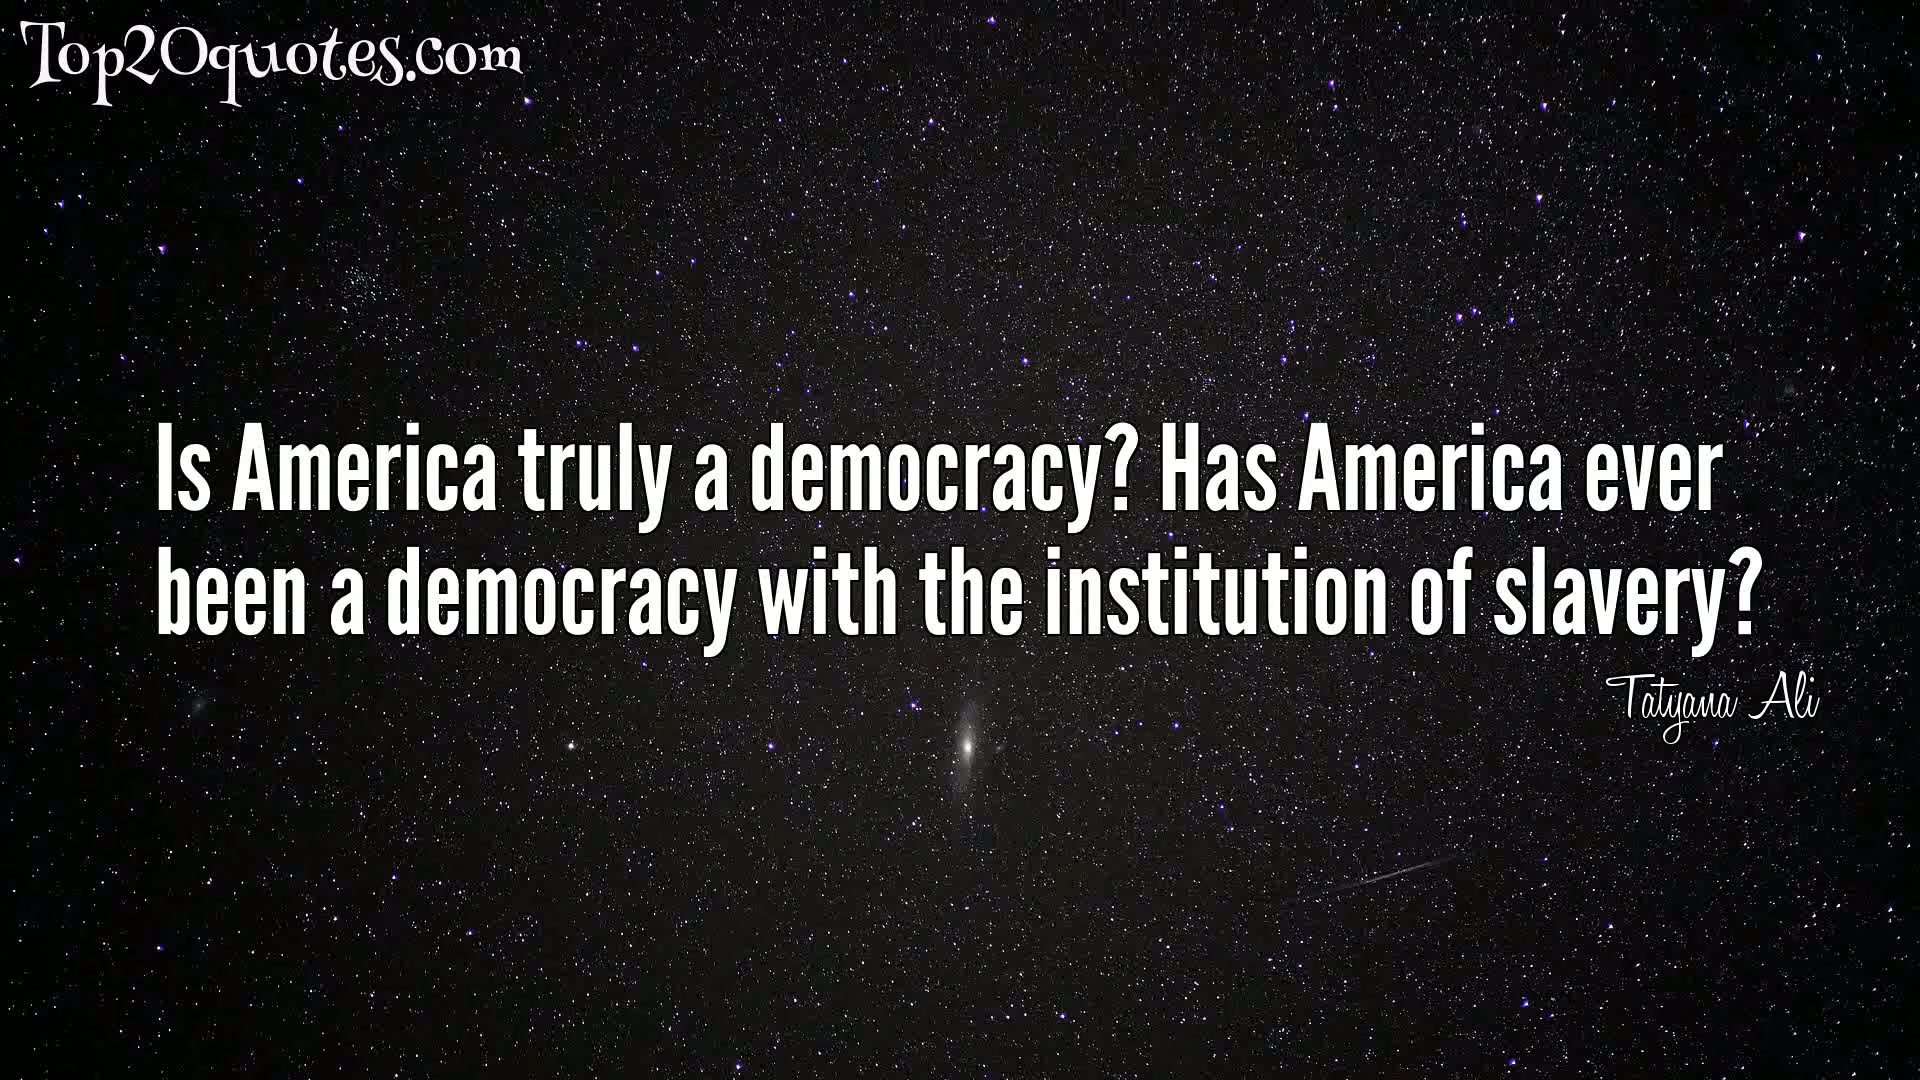 Top20quotes.com
Is America truly a democracy? Has America ever
been a democracy with the institution of slavery?
Tatyana Ali